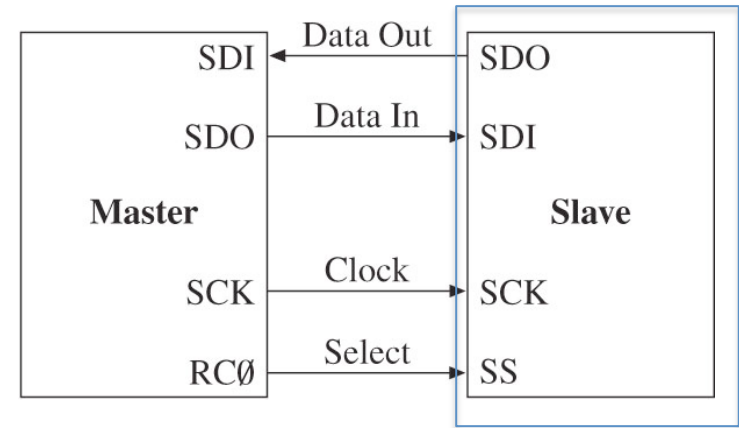 SDI Data Out SDO
SDO Data In SDI
Master Slave
SCK Clock SCK
RCØ Select SS